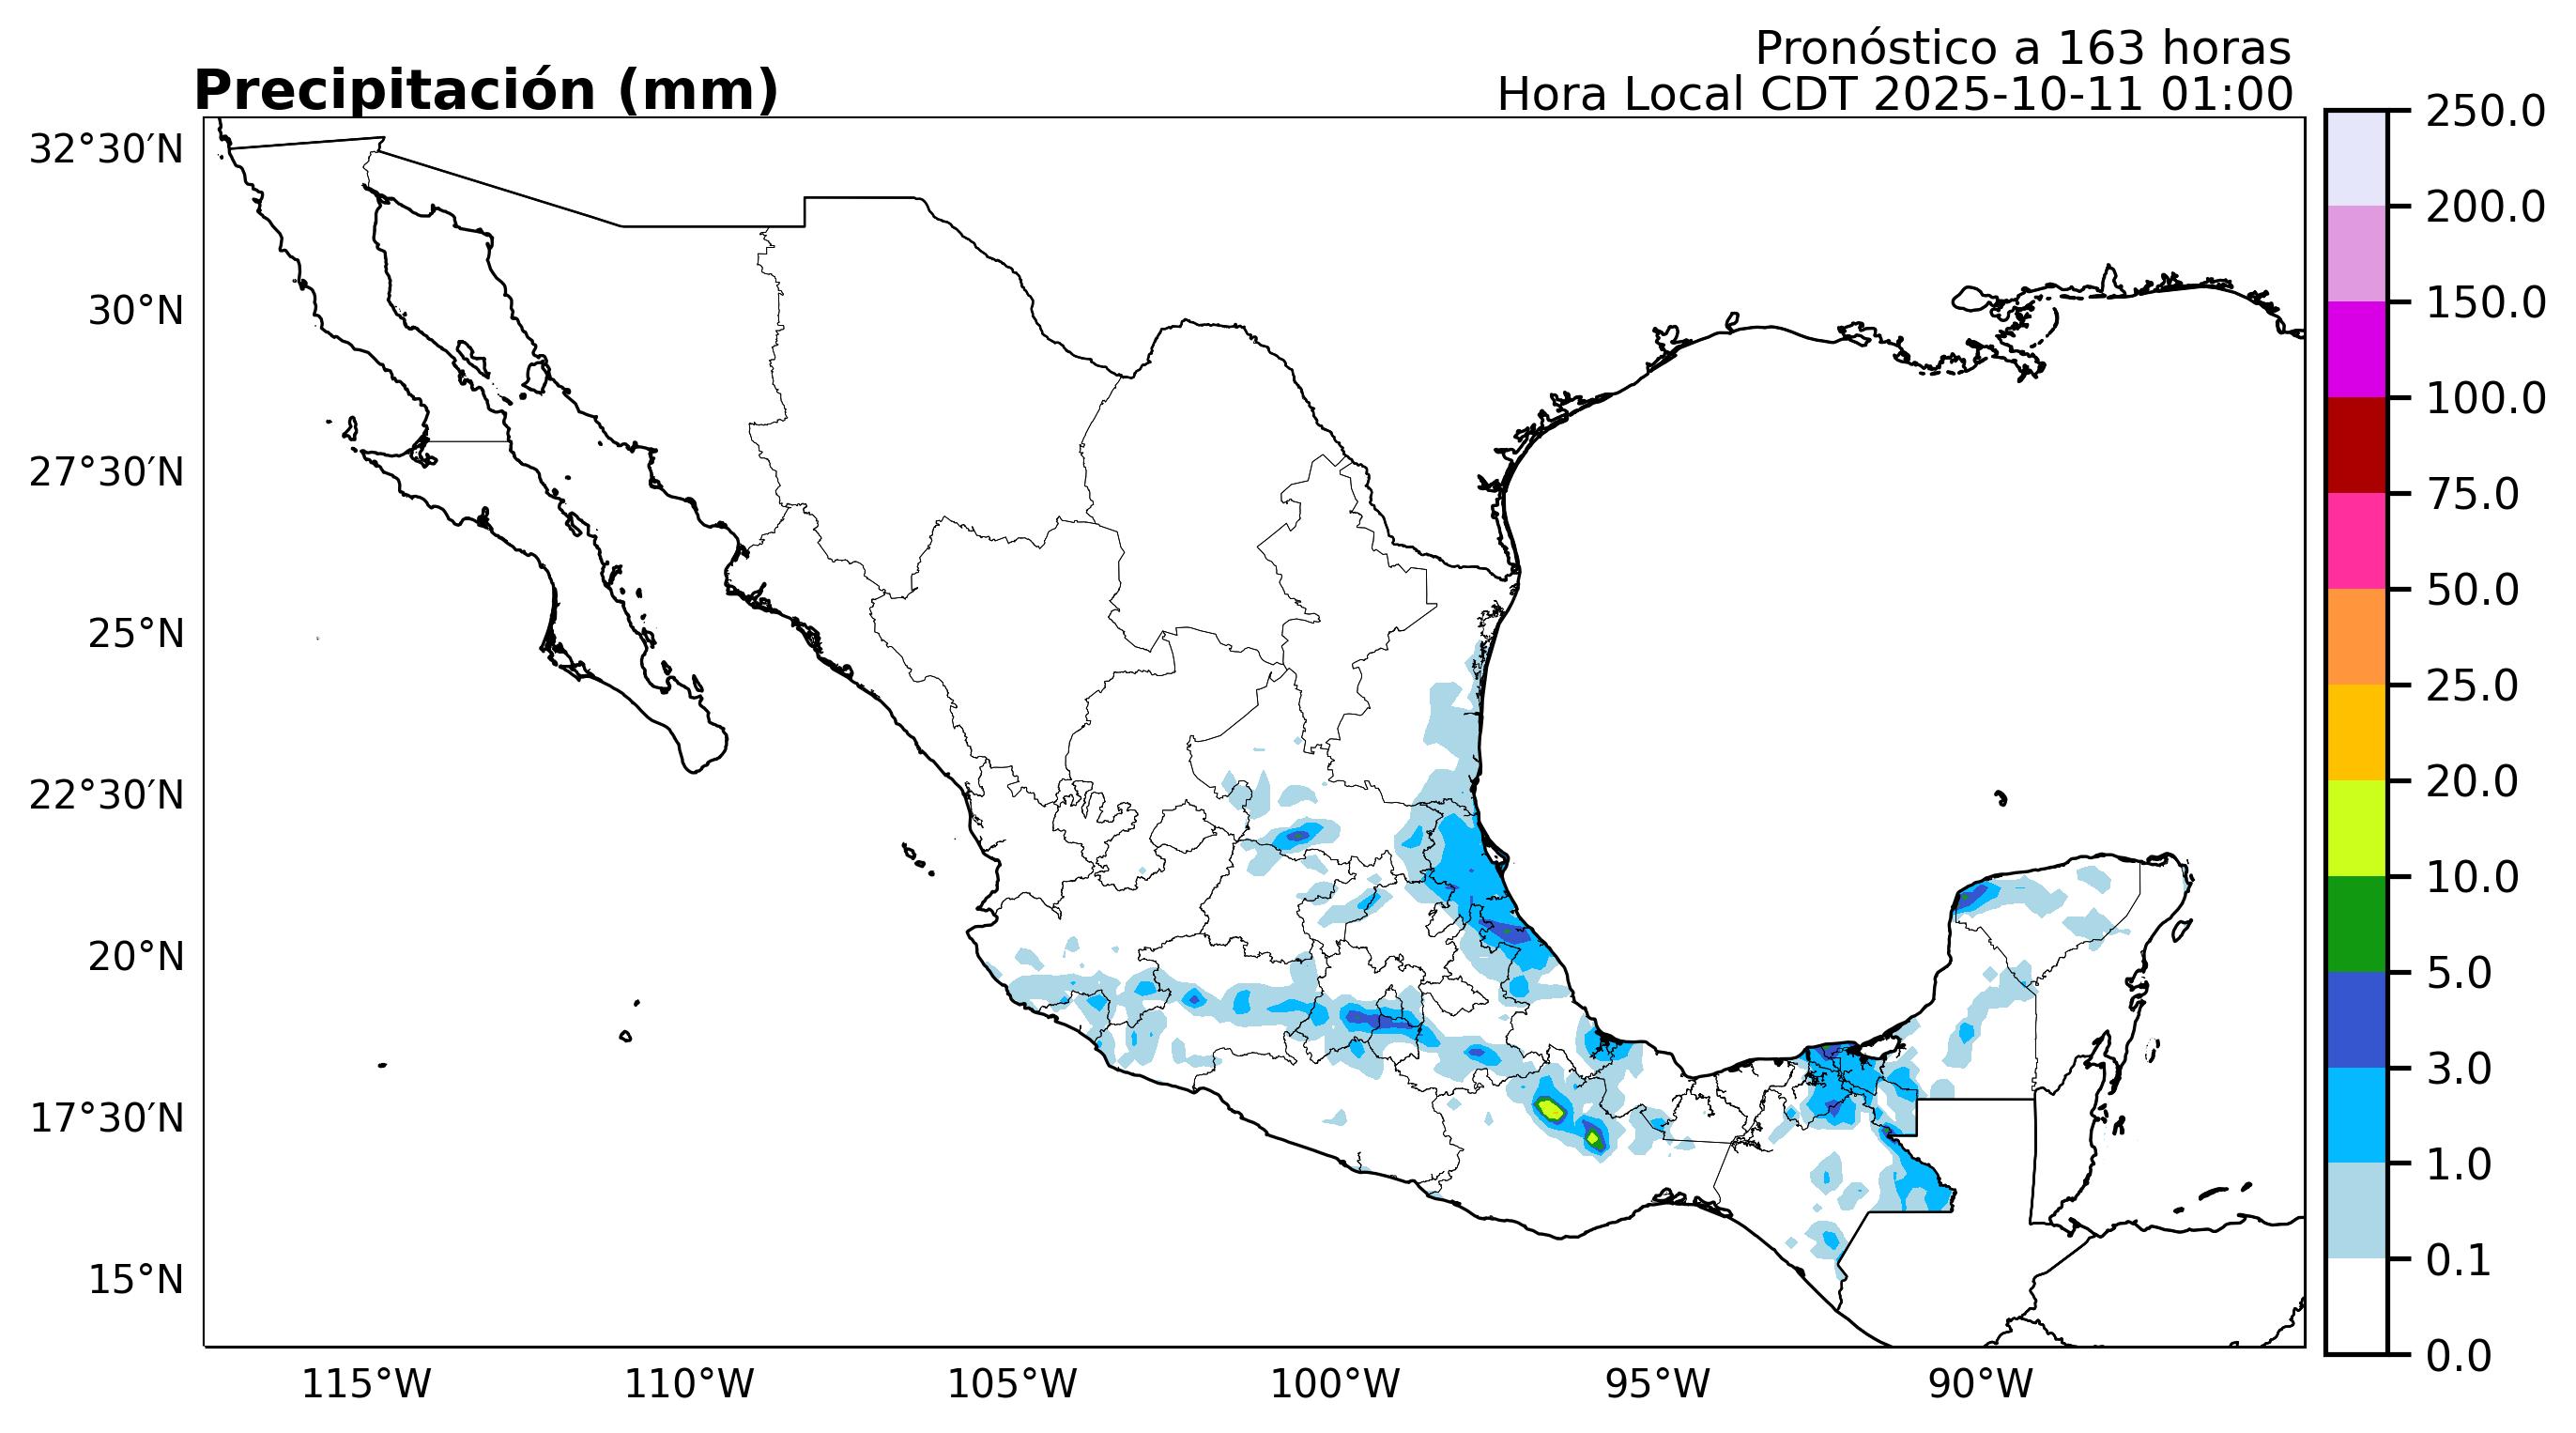 Pronóstico a 163 horas
Precipitación (mm)
Hora Local CDT 2025-10-11 01:00
32°30′N
30°N
27°30′N
25°N
22°30′N
20°N
17°30′N
15°N
115°W
110°W
105°W
100°W
95°W
90°W
250.0
200.0
150.0
100.0
75.0
50.0
25.0
20.0
10.0
5.0
3.0
1.0
0.1
0.0